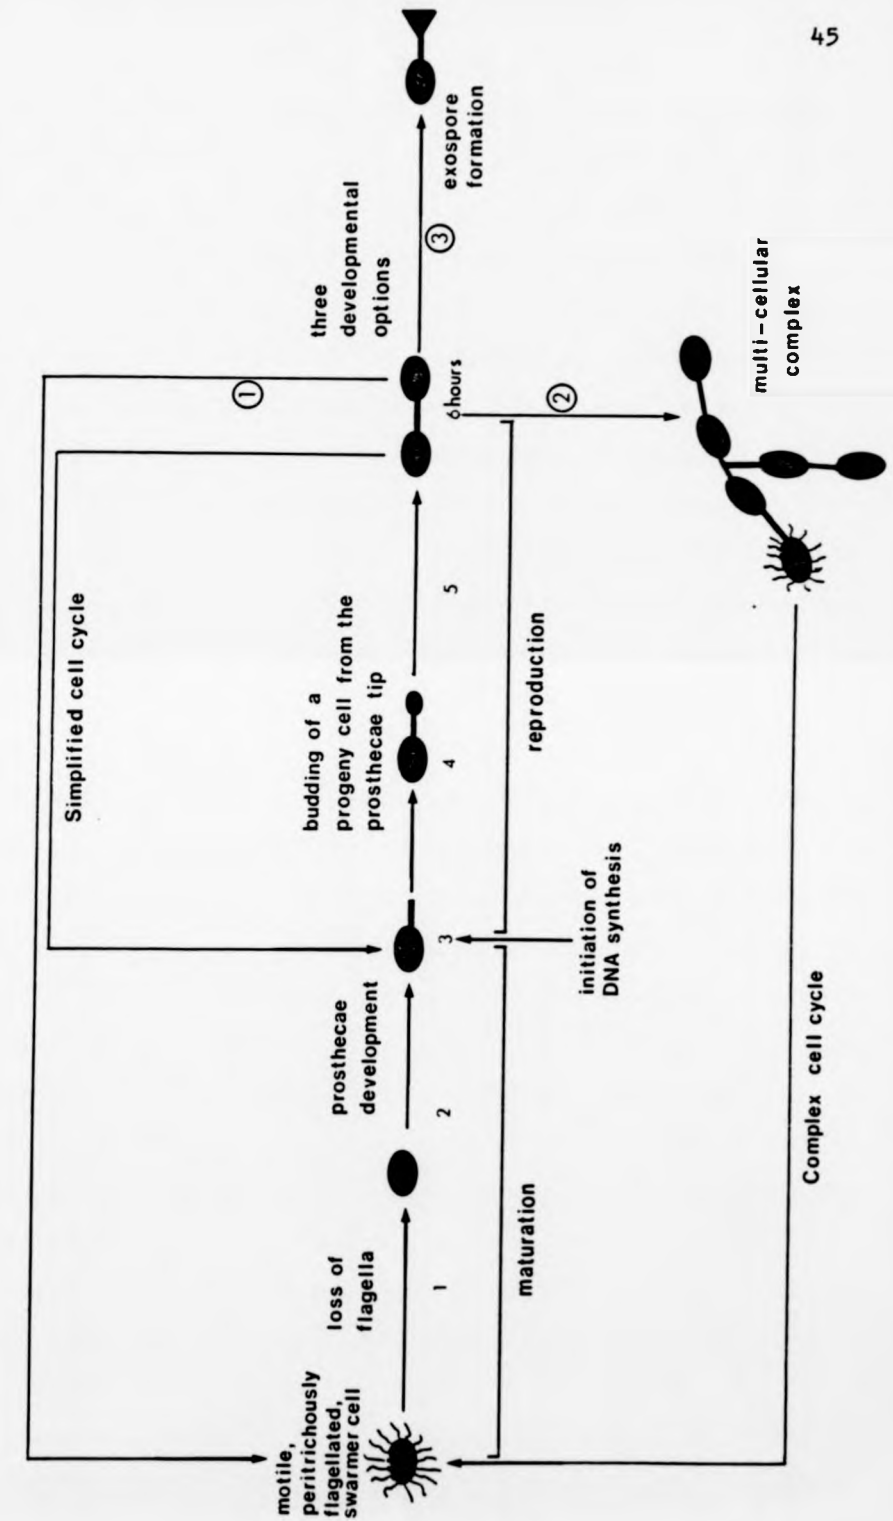 45
Simplified cell cycle
①
three
developmental
options
③
exospore
formation
motile,
peritrichously
flagellated,
swarmer cell
loss of
flagella
1
prosthecae
development
2
3
budding of a
progeny cell from the
prosthecae tip
4
5
6hours
②
maturation
initiation of
DNA synthesis
reproduction
multi-cellular
complex
Complex cell cycle